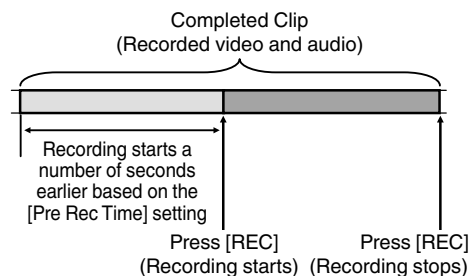 Completed Clip
(Recorded video and audio)
Recording starts a
number of seconds
earlier based on the
[Pre Rec Time] setting
Press [REC]
(Recording starts)
Press [REC]
(Recording stops)